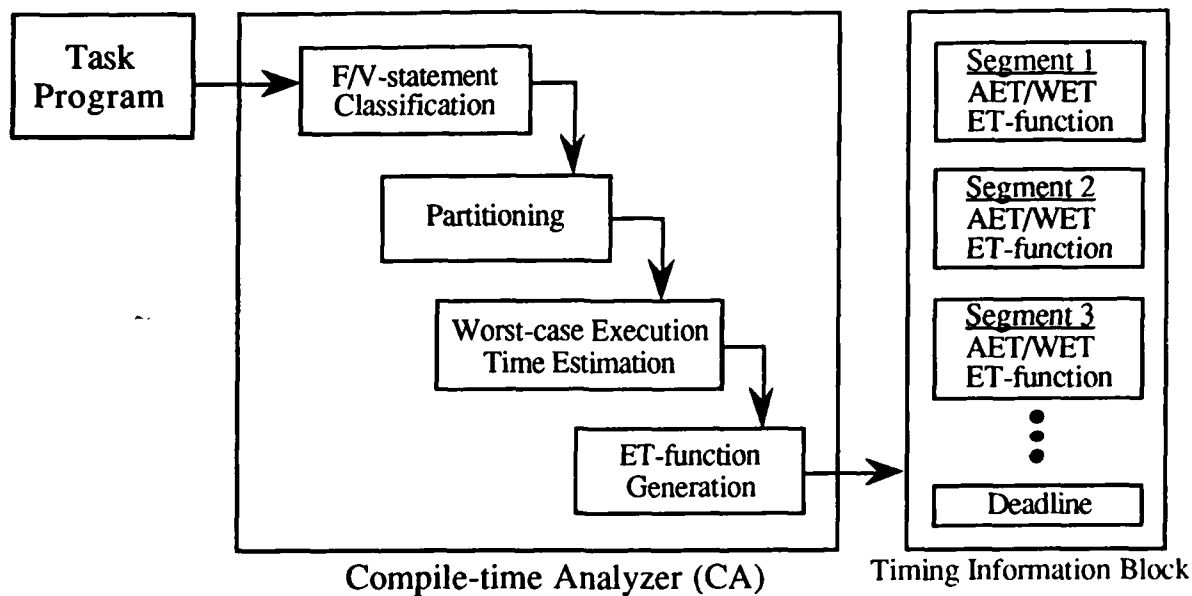 Task
Program
F/V-statement
Classification
Partitioning
Worst-case Execution
Time Estimation
ET-function
Generation
Compile-time Analyzer (CA)
Segment 1
AET/WET
ET-function
Segment 2
AET/WET
ET-function
Segment 3
AET/WET
ET-function
Deadline
Timing Information Block